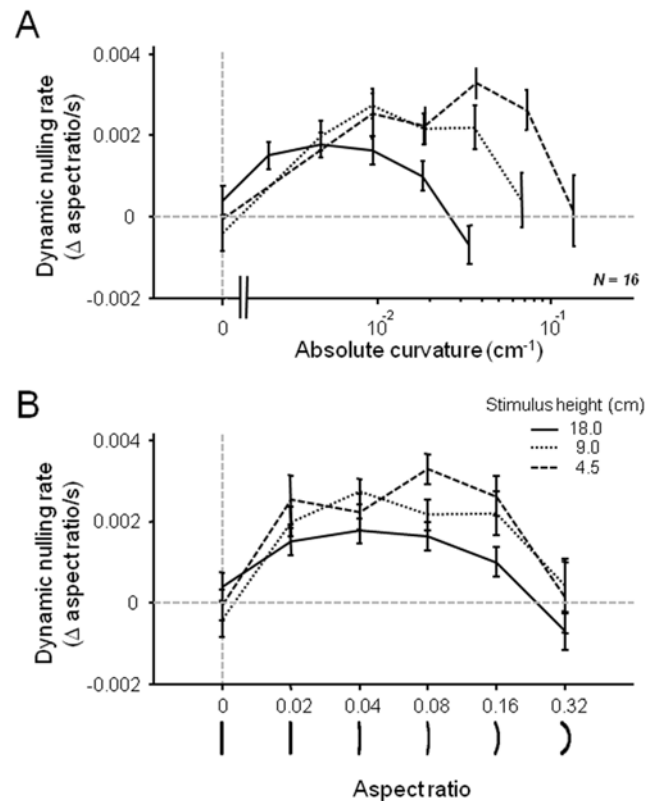 A
Dynamic nulling rate
(Δ aspect ratio/s)
0.004
0.002
0
-0.002
N = 16
0
10⁻²
10⁻¹
Absolute curvature (cm⁻¹)
B
Stimulus height (cm)
18.0
9.0
4.5
Dynamic nulling rate
(Δ aspect ratio/s)
0.004
0.002
0
-0.002
0 0.02 0.04 0.08 0.16 0.32
Aspect ratio